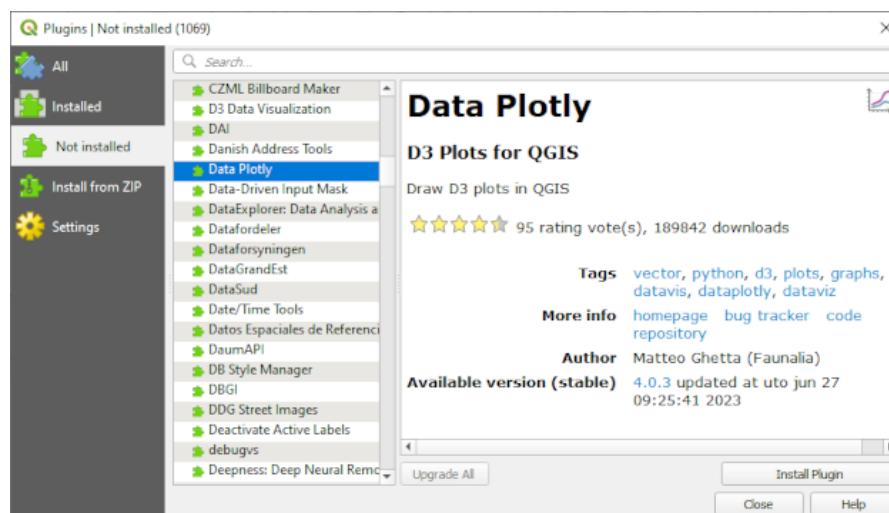 Plugins | Not installed (1069)
All
Installed
Not installed
Install from ZIP
Settings
Search...
CZML Billboard Maker
D3 Data Visualization
DAI
Danish Address Tools
Data Plotly
Data-Driven Input Mask
DataExplorer: Data Analysis a
Datafordeler
Dataforsyningen
DataGrandEst
DataSud
Date/Time Tools
Datos Espaciales de Referenci
DaumAPI
DB Style Manager
DBGI
DDG Street Images
Deactivate Active Labels
debugvs
Deepness: Deep Neural Remo
Data Plotly
D3 Plots for QGIS
Draw D3 plots in QGIS
95 rating vote(s), 189842 downloads
Tags vector, python, d3, plots, graphs,
datavis, dataplotly, dataviz
More info homepage bug tracker code
repository
Author Matteo Ghetta (Faunalia)
Available version (stable) 4.0.3 updated at uto jun 27
09:25:41 2023
Upgrade All
Install Plugin
Close
Help